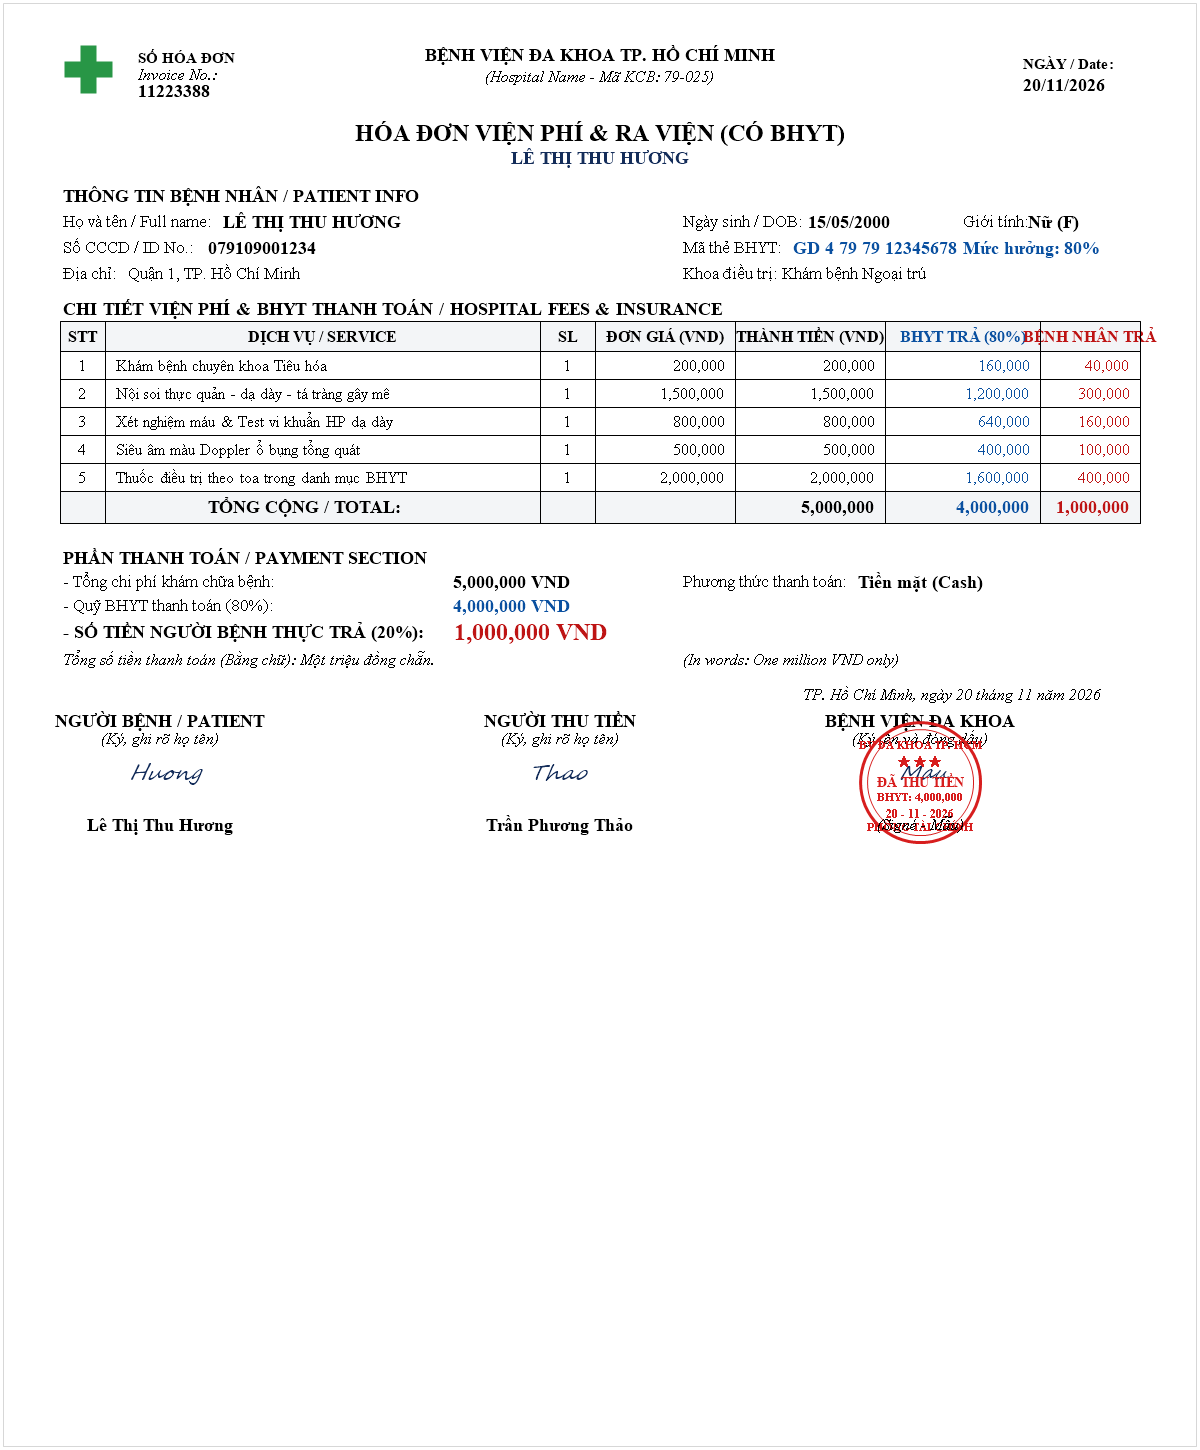 SỐ HÓA ĐƠN
Invoice No.:
11223388
BỆNH VIỆN ĐA KHOA TP. HỒ CHÍ MINH
(Hospital Name - Mã KCB: 79-025)
NGÀY / Date:
20/11/2026
HÓA ĐƠN VIỆN PHÍ & RA VIỆN (CÓ BHYT)
LÊ THỊ THU HƯƠNG
THÔNG TIN BỆNH NHÂN / PATIENT INFO
Họ và tên / Full name: LÊ THỊ THU HƯƠNG Ngày sinh / DOB: 15/05/2000 Giới tính: Nữ (F)
Số CCCD / ID No.: 079109001234 Mã thẻ BHYT: GD 4 79 79 12345678 Mức hưởng: 80%
Địa chỉ: Quận 1, TP. Hồ Chí Minh Khoa điều trị: Khám bệnh Ngoại trú
CHI TIẾT VIỆN PHÍ & BHYT THANH TOÁN / HOSPITAL FEES & INSURANCE
STT DỊCH VỤ / SERVICE SL ĐƠN GIÁ (VND) THÀNH TIỀN (VND) BHYT TRẢ (80%) BỆNH NHÂN TRẢ
1 Khám bệnh chuyên khoa Tiêu hóa 1 200,000 200,000 160,000 40,000
2 Nội soi thực quản - dạ dày - tá tràng gây mê 1 1,500,000 1,500,000 1,200,000 300,000
3 Xét nghiệm máu & Test vi khuẩn HP dạ dày 1 800,000 800,000 640,000 160,000
4 Siêu âm màu Doppler ổ bụng tổng quát 1 500,000 500,000 400,000 100,000
5 Thuốc điều trị theo toa trong danh mục BHYT 1 2,000,000 2,000,000 1,600,000 400,000
TỔNG CỘNG / TOTAL: 5,000,000 4,000,000 1,000,000
PHẦN THANH TOÁN / PAYMENT SECTION
- Tổng chi phí khám chữa bệnh: 5,000,000 VND Phương thức thanh toán: Tiền mặt (Cash)
- Quỹ BHYT thanh toán (80%): 4,000,000 VND
- SỐ TIỀN NGƯỜI BỆNH THỰC TRẢ (20%): 1,000,000 VND
Tổng số tiền thanh toán (Bằng chữ): Một triệu đồng chẵn. (In words: One million VND only)
TP. Hồ Chí Minh, ngày 20 tháng 11 năm 2026
NGƯỜI BỆNH / PATIENT NGƯỜI THU TIỀN BỆNH VIỆN ĐA KHOA
(Ký, ghi rõ họ tên) (Ký, ghi rõ họ tên) (Ký tên và đóng dấu)
BV ĐA KHOA TP. HCM
★★★
Huong Thao Mau
ĐÃ THU TIỀN
BHYT: 4,000,000
20 - 11 - 2026
Lê Thị Thu Hương Trần Phương Thảo
PHÒNG TÀI CHÍNH